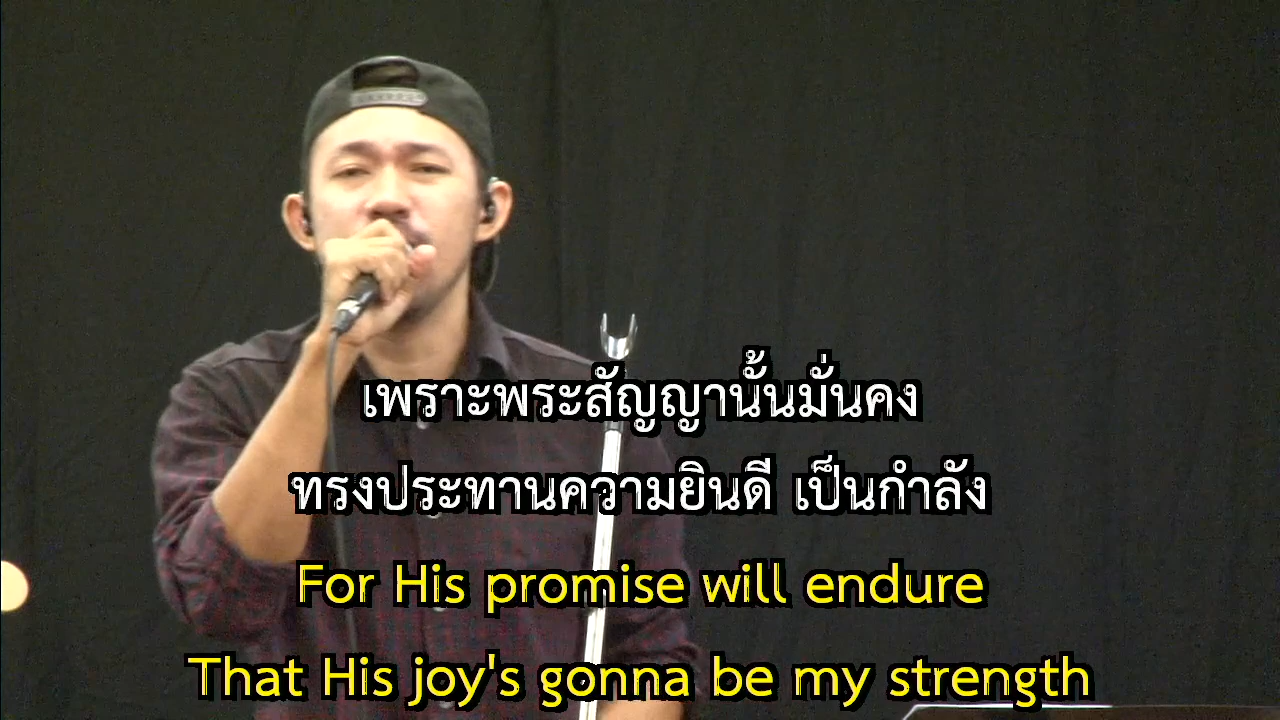 เพราะพระสัญญานั้นมั่นคง
ทรงประทานความยินดี เป็นกำลัง
For His promise will endure
That His joy's gonna be my strength